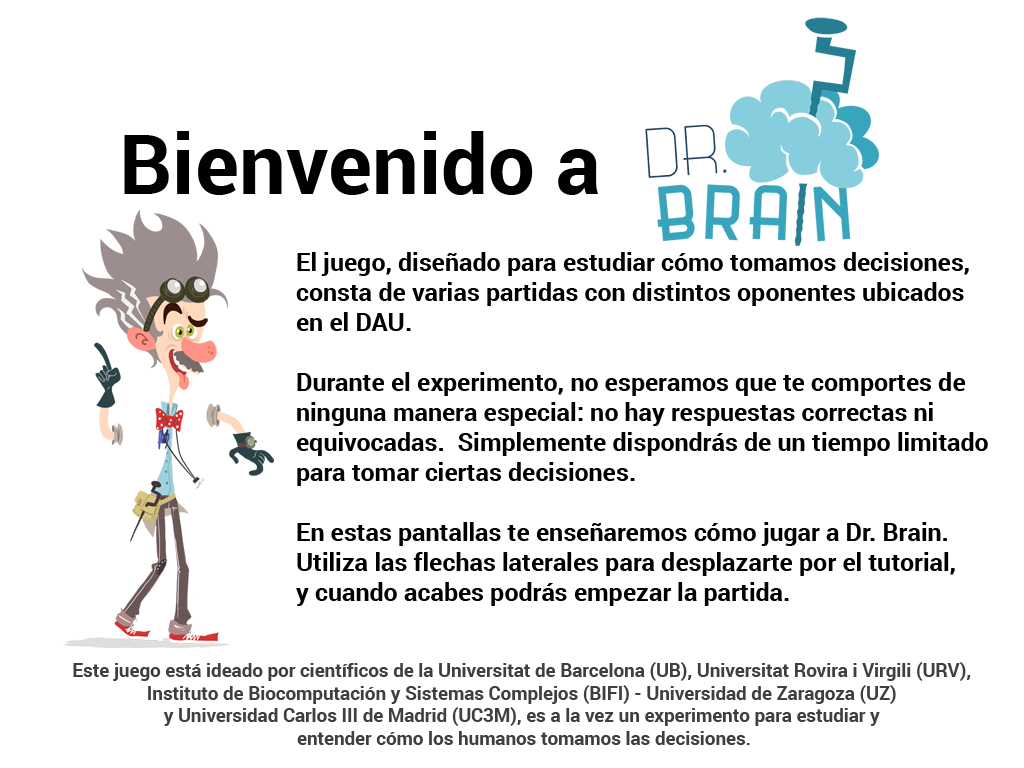 Bienvenido a
DR.
BRAIN
El juego, diseñado para estudiar cómo tomamos decisiones,
consta de varias partidas con distintos oponentes ubicados
en el DAU.
Durante el experimento, no esperamos que te comportes de
ninguna manera especial: no hay respuestas correctas ni
equivocadas.  Simplemente dispondrás de un tiempo limitado
para tomar ciertas decisiones.
En estas pantallas te enseñaremos cómo jugar a Dr. Brain.
Utiliza las flechas laterales para desplazarte por el tutorial,
y cuando acabes podrás empezar la partida.
Este juego está ideado por científicos de la Universitat de Barcelona (UB), Universitat Rovira i Virgili (URV),
Instituto de Biocomputación y Sistemas Complejos (BIFI) - Universidad de Zaragoza (UZ)
y Universidad Carlos III de Madrid (UC3M), es a la vez un experimento para estudiar y
entender cómo los humanos tomamos las decisiones.